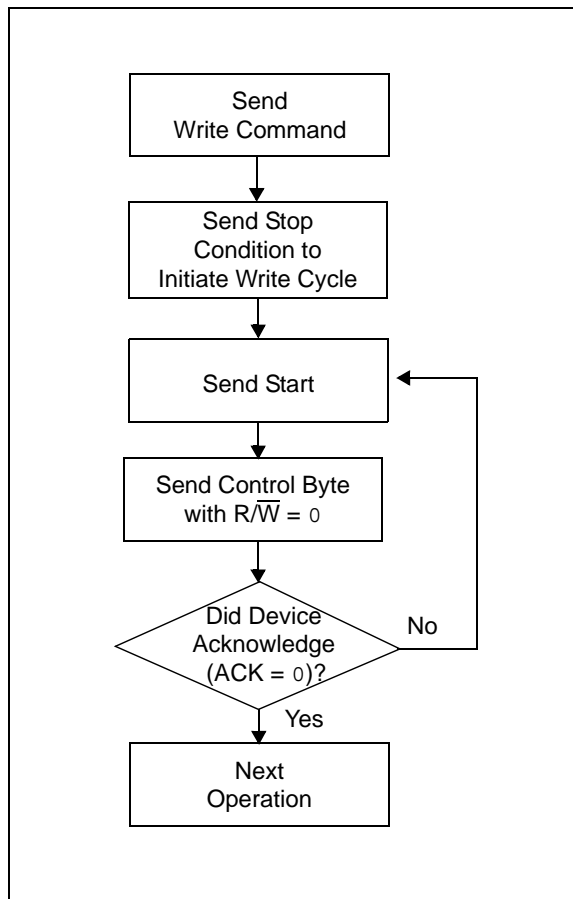 Send
Write Command
Send Stop
Condition to
Initiate Write Cycle
Send Start
Send Control Byte
with R/W̅ = 0
Did Device
Acknowledge
(ACK = 0)?
No
Yes
Next
Operation